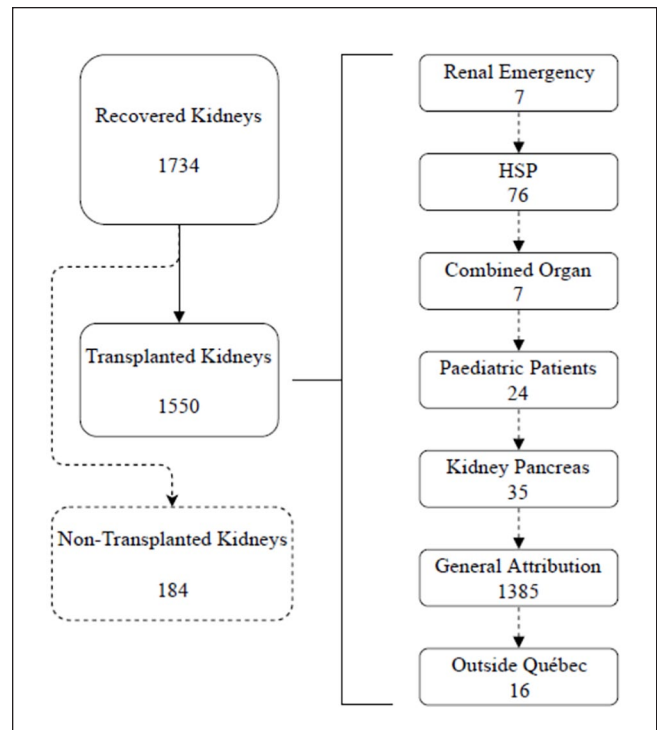 Recovered Kidneys
1734
Transplanted Kidneys
1550
Non-Transplanted Kidneys
184
Renal Emergency
7
HSP
76
Combined Organ
7
Paediatric Patients
24
Kidney Pancreas
35
General Attribution
1385
Outside Québec
16